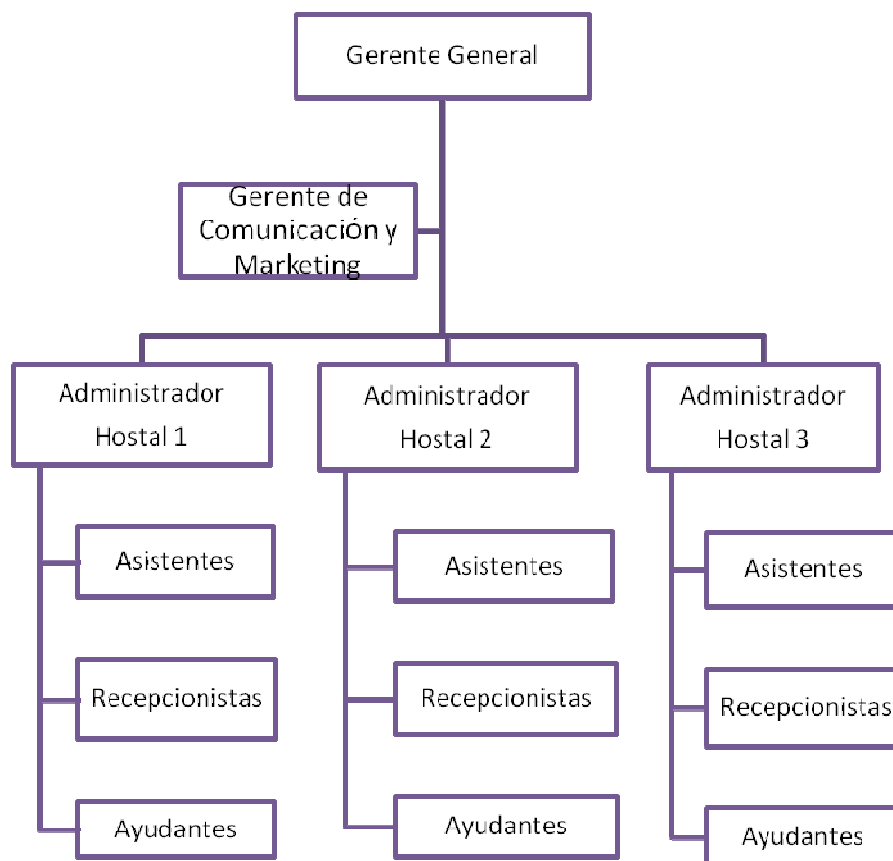 Gerente General
Gerente de
Comunicación y
Marketing
Administrador
Hostal 1
Administrador
Hostal 2
Administrador
Hostal 3
Asistentes
Asistentes
Asistentes
Recepcionistas
Recepcionistas
Recepcionistas
Ayudantes
Ayudantes
Ayudantes